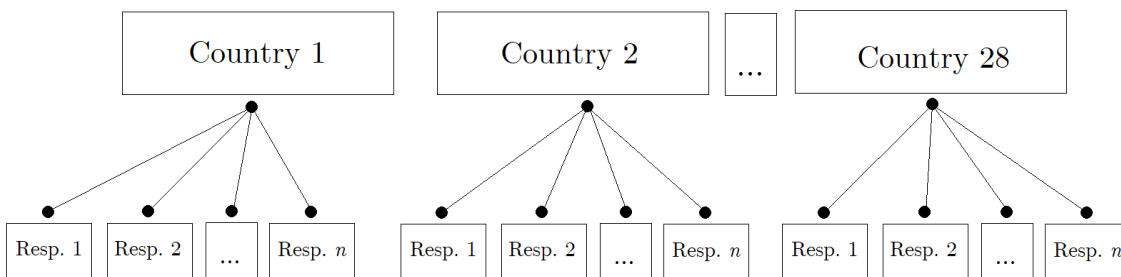 Country 1 Country 2 ... Country 28
Resp. 1 Resp. 2 ... Resp. n Resp. 1 Resp. 2 ... Resp. n Resp. 1 Resp. 2 ... Resp. n